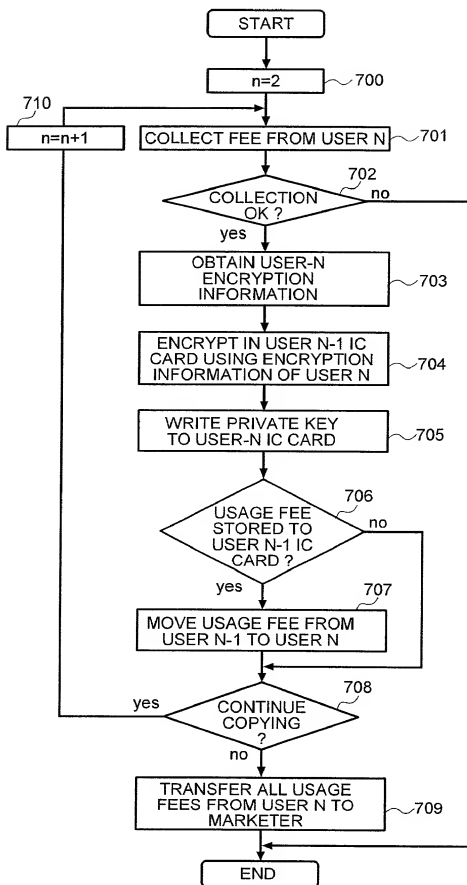 START
n=2
700
710
n=n+1
COLLECT FEE FROM USER N
701
702
COLLECTION
OK ?
no
yes
OBTAIN USER-N
ENCRYPTION
INFORMATION
703
ENCRYPT IN USER N-1 IC
CARD USING ENCRYPTION
INFORMATION OF USER N
704
WRITE PRIVATE KEY
TO USER-N IC CARD
705
706
USAGE FEE
STORED TO
USER N-1 IC
CARD ?
no
yes
707
MOVE USAGE FEE FROM
USER N-1 TO USER N
708
yes
CONTINUE
COPYING
?
no
TRANSFER ALL USAGE
FEES FROM USER N TO
MARKETER
709
END